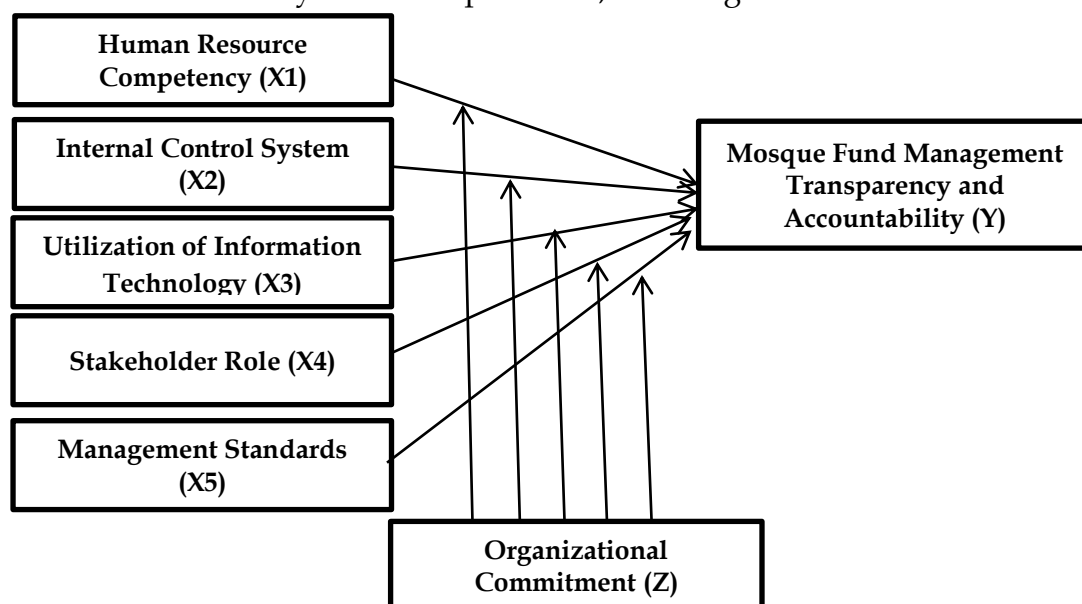 Human Resource
Competency (X1)
Internal Control System
(X2)
Utilization of Information
Technology (X3)
Stakeholder Role (X4)
Management Standards
(X5)
Mosque Fund Management
Transparency and
Accountability (Y)
Organizational
Commitment (Z)